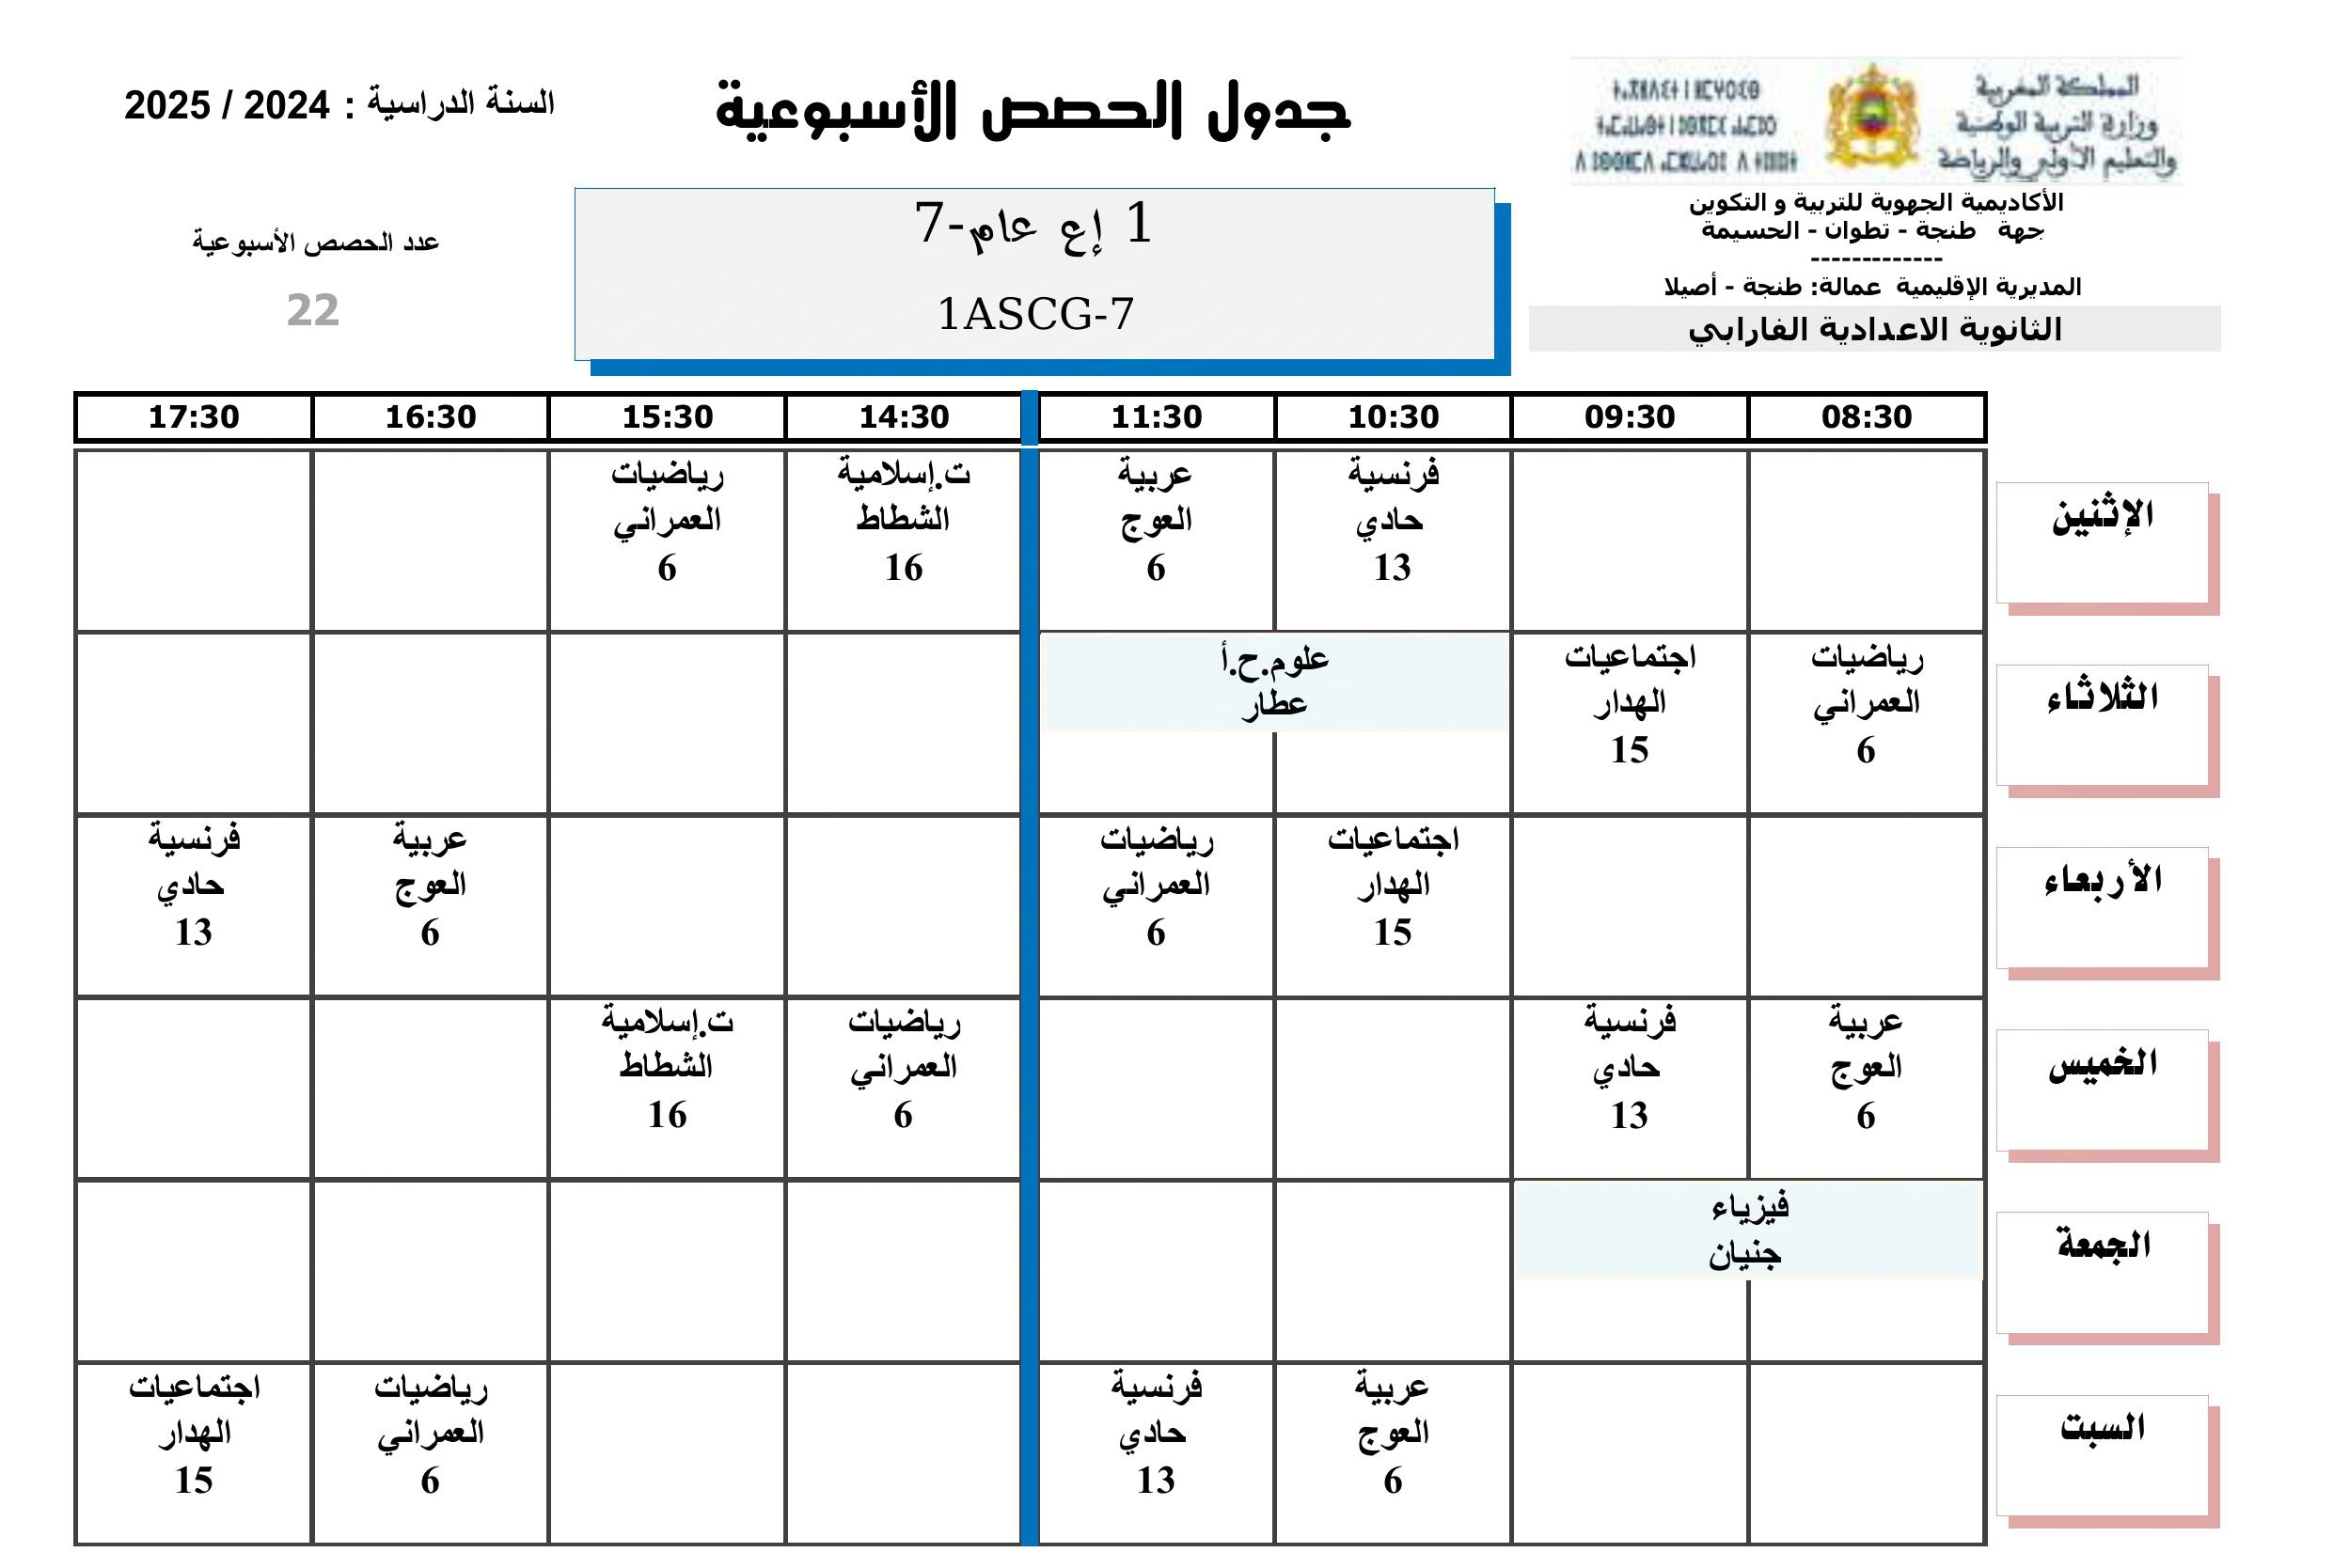 المملكة المغربية
وزارة التربية الوطنية
والتعليم الأولي والرياضة
الأكاديمية الجهوية للتربية و التكوين
جهة طنجة - تطوان - الحسيمة
-------------
المديرية الإقليمية عمالة: طنجة - أصيلا
الثانوية الاعدادية الفارابي
جدول الحصص الأسبوعية
1 إع عام-7
1ASCG-7
السنة الدراسية : 2024 / 2025
عدد الحصص الأسبوعية
22
08:30 09:30 10:30 11:30 14:30 15:30 16:30 17:30
الإثنين
فرنسية
حادي
13
عربية
العوج
6
ت.إسلامية
الشطاط
16
رياضيات
العمراني
6
الثلاثاء
رياضيات
العمراني
6
اجتماعيات
الهدار
15
علوم.ح.أ
عطار
الأربعاء
اجتماعيات
الهدار
15
رياضيات
العمراني
6
عربية
العوج
6
فرنسية
حادي
13
الخميس
عربية
العوج
6
فرنسية
حادي
13
رياضيات
العمراني
6
ت.إسلامية
الشطاط
16
الجمعة
فيزياء
جنيان
السبت
عربية
العوج
6
فرنسية
حادي
13
رياضيات
العمراني
6
اجتماعيات
الهدار
15